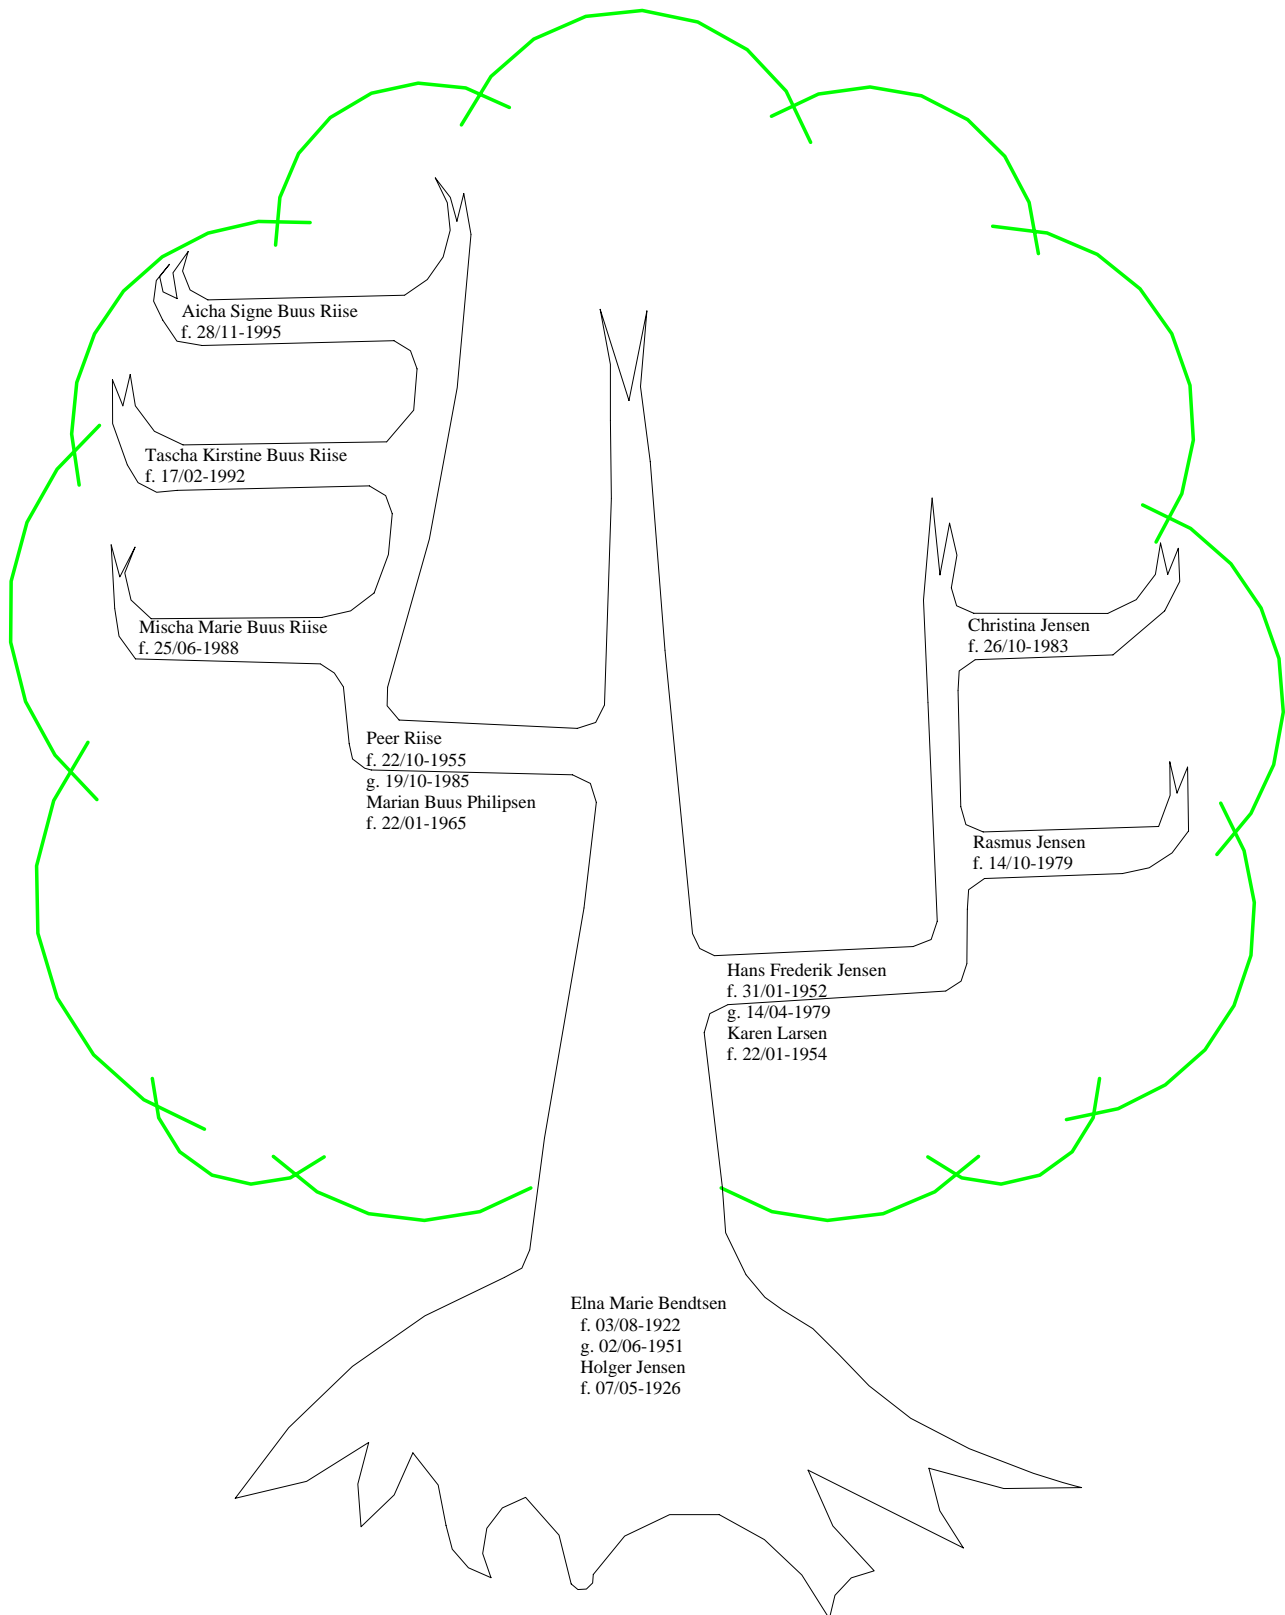 Aicha Signe Buus Riise
f. 28/11-1995
Tascha Kirstine Buus Riise
f. 17/02-1992
Mischa Marie Buus Riise
f. 25/06-1988
Christina Jensen
f. 26/10-1983
Peer Riise
f. 22/10-1955
g. 19/10-1985
Marian Buus Philipsen
f. 22/01-1965
Rasmus Jensen
f. 14/10-1979
Hans Frederik Jensen
f. 31/01-1952
g. 14/04-1979
Karen Larsen
f. 22/01-1954
Elna Marie Bendtsen
f. 03/08-1922
g. 02/06-1951
Holger Jensen
f. 07/05-1926